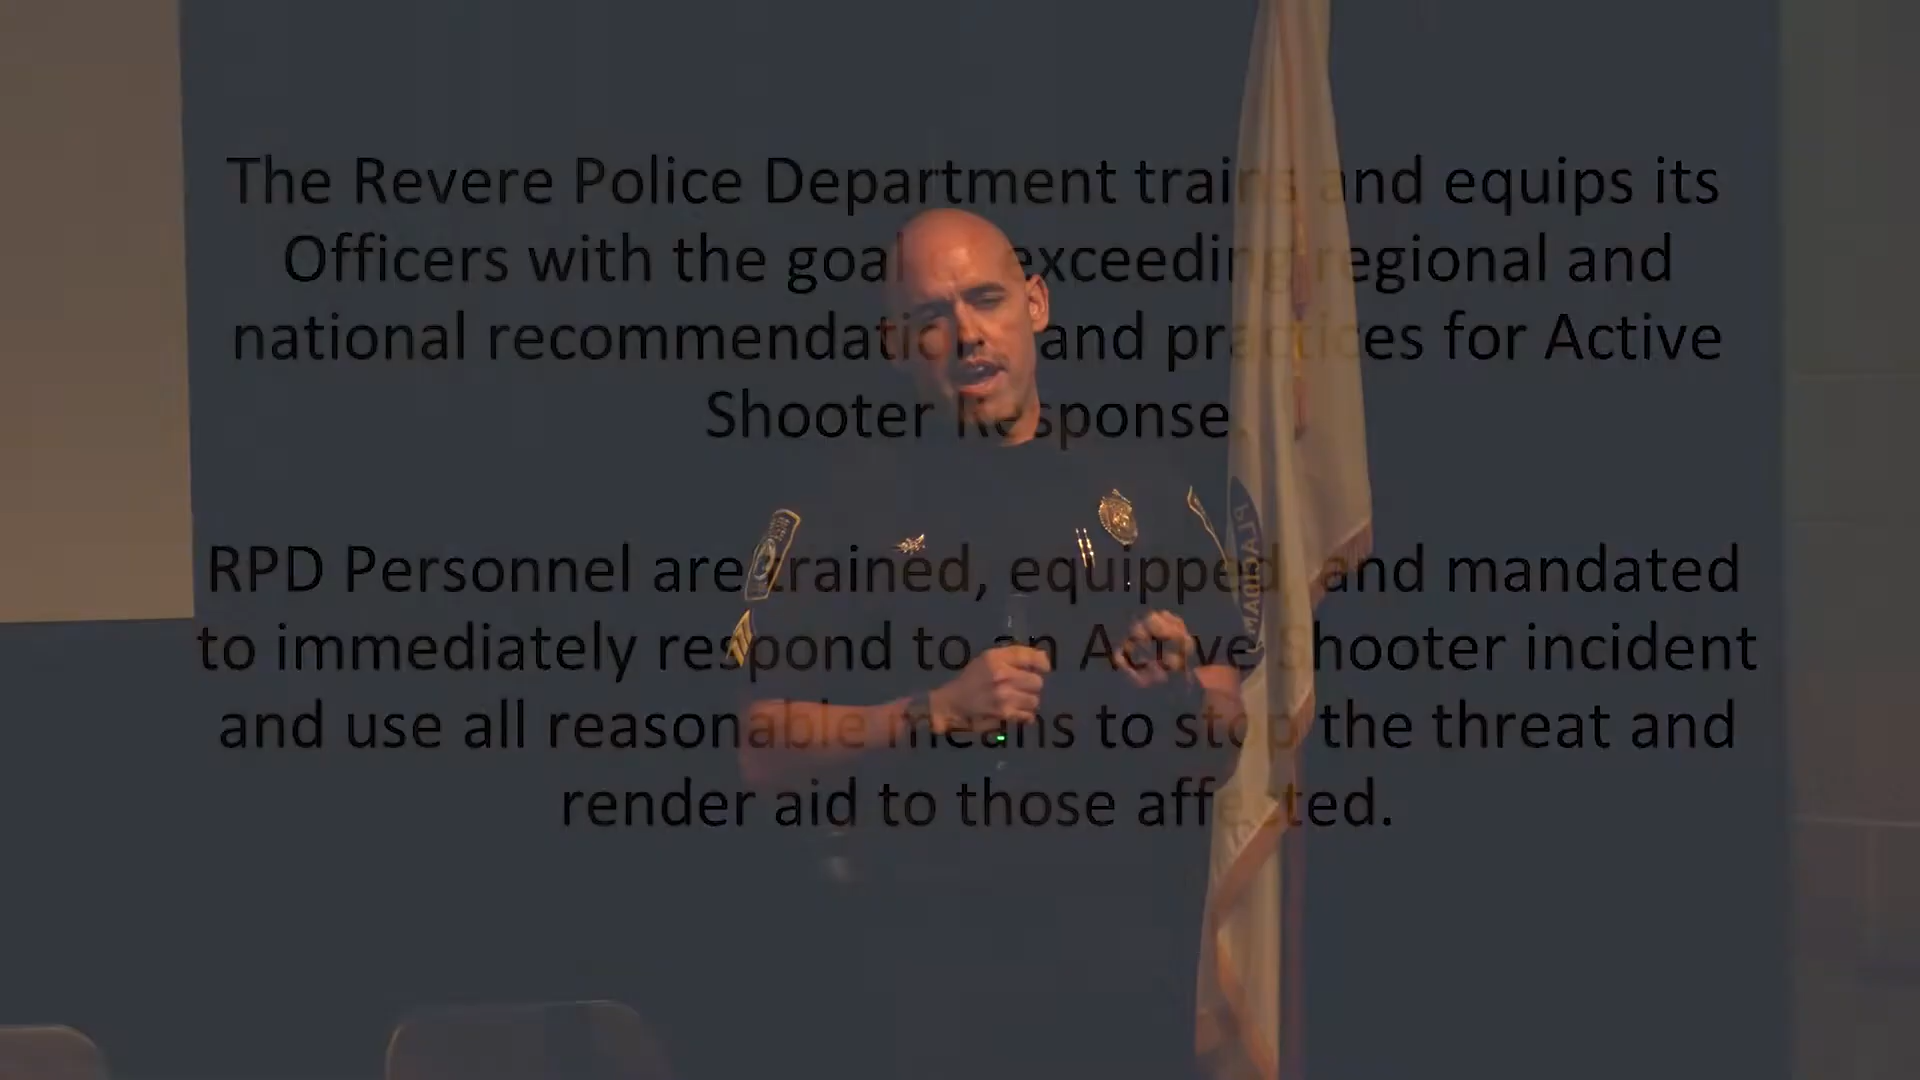 The Revere Police Department trains and equips its
Officers with the goal exceeding regional and
national recommendations and practices for Active
Shooter Response.
RPD Personnel are trained, equipped, and mandated
to immediately respond to an Active Shooter incident
and use all reasonable means to stop the threat and
render aid to those affected.